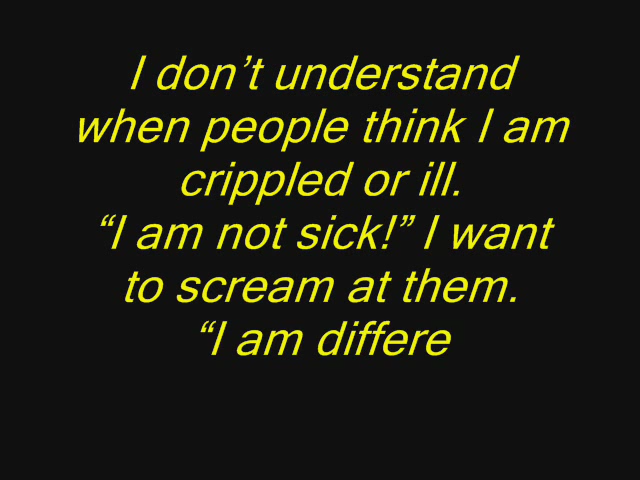 I don’t understand
when people think I am
crippled or ill.
“I am not sick!” I want
to scream at them.
“I am differe